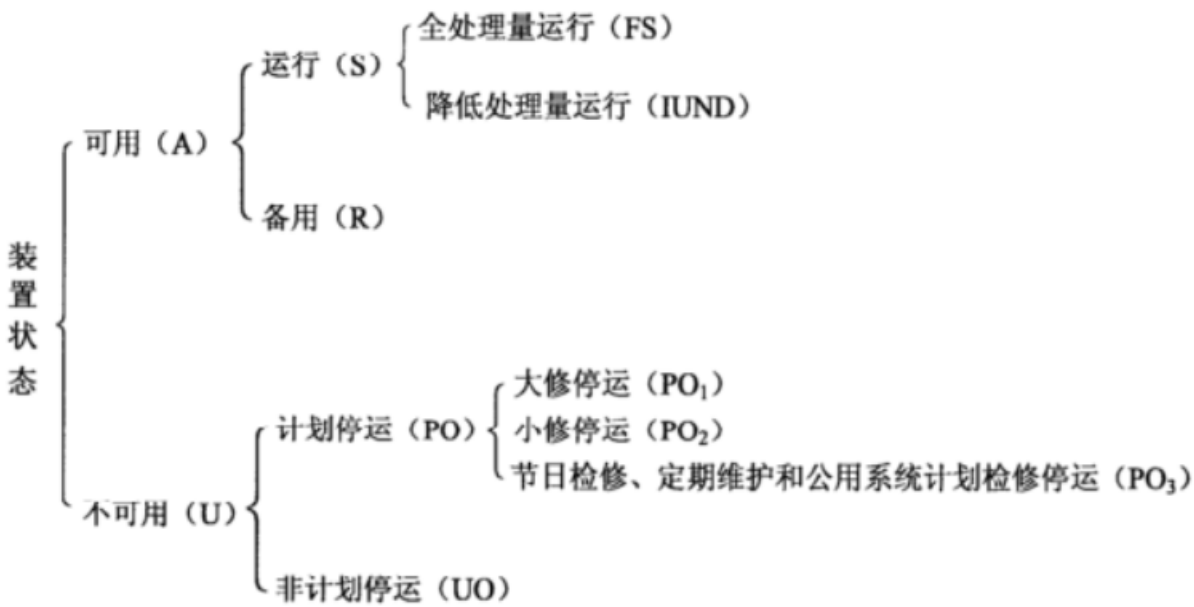 全处理量运行（FS）
运行（S）
降低处理量运行（IUND）
可用（A）
备用（R）
装置状态
大修停运（PO₁）
计划停运（PO）
小修停运（PO₂）
节日检修、定期维护和公用系统计划检修停运（PO₃）
不可用（U）
非计划停运（UO）